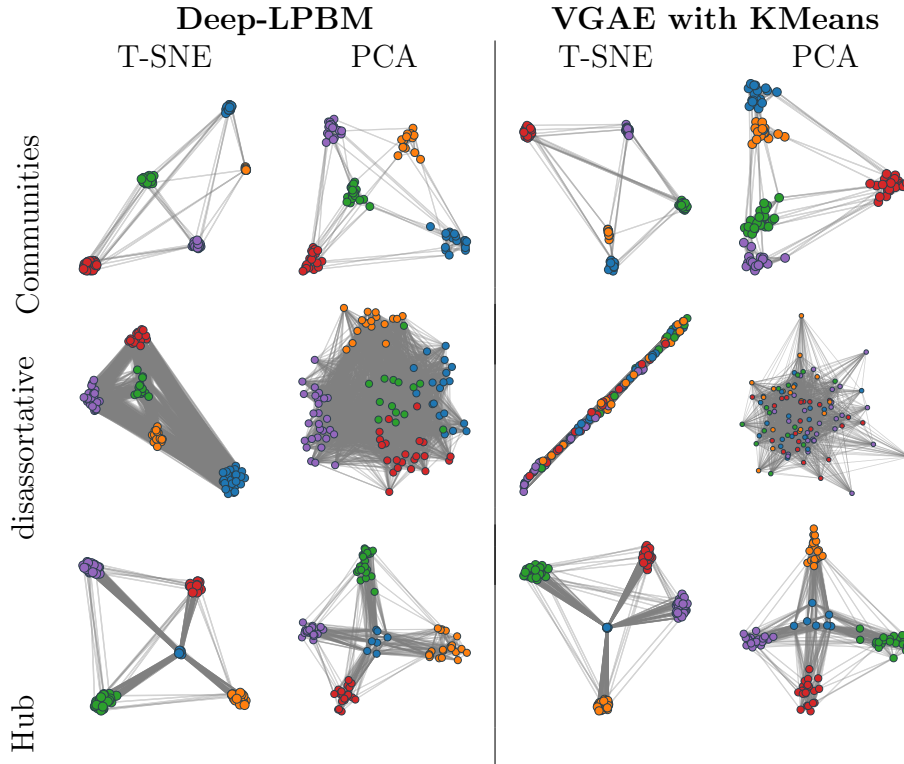 Deep-LPBM VGAE with KMeans
T-SNE PCA T-SNE PCA
Communities
disassortative
Hub